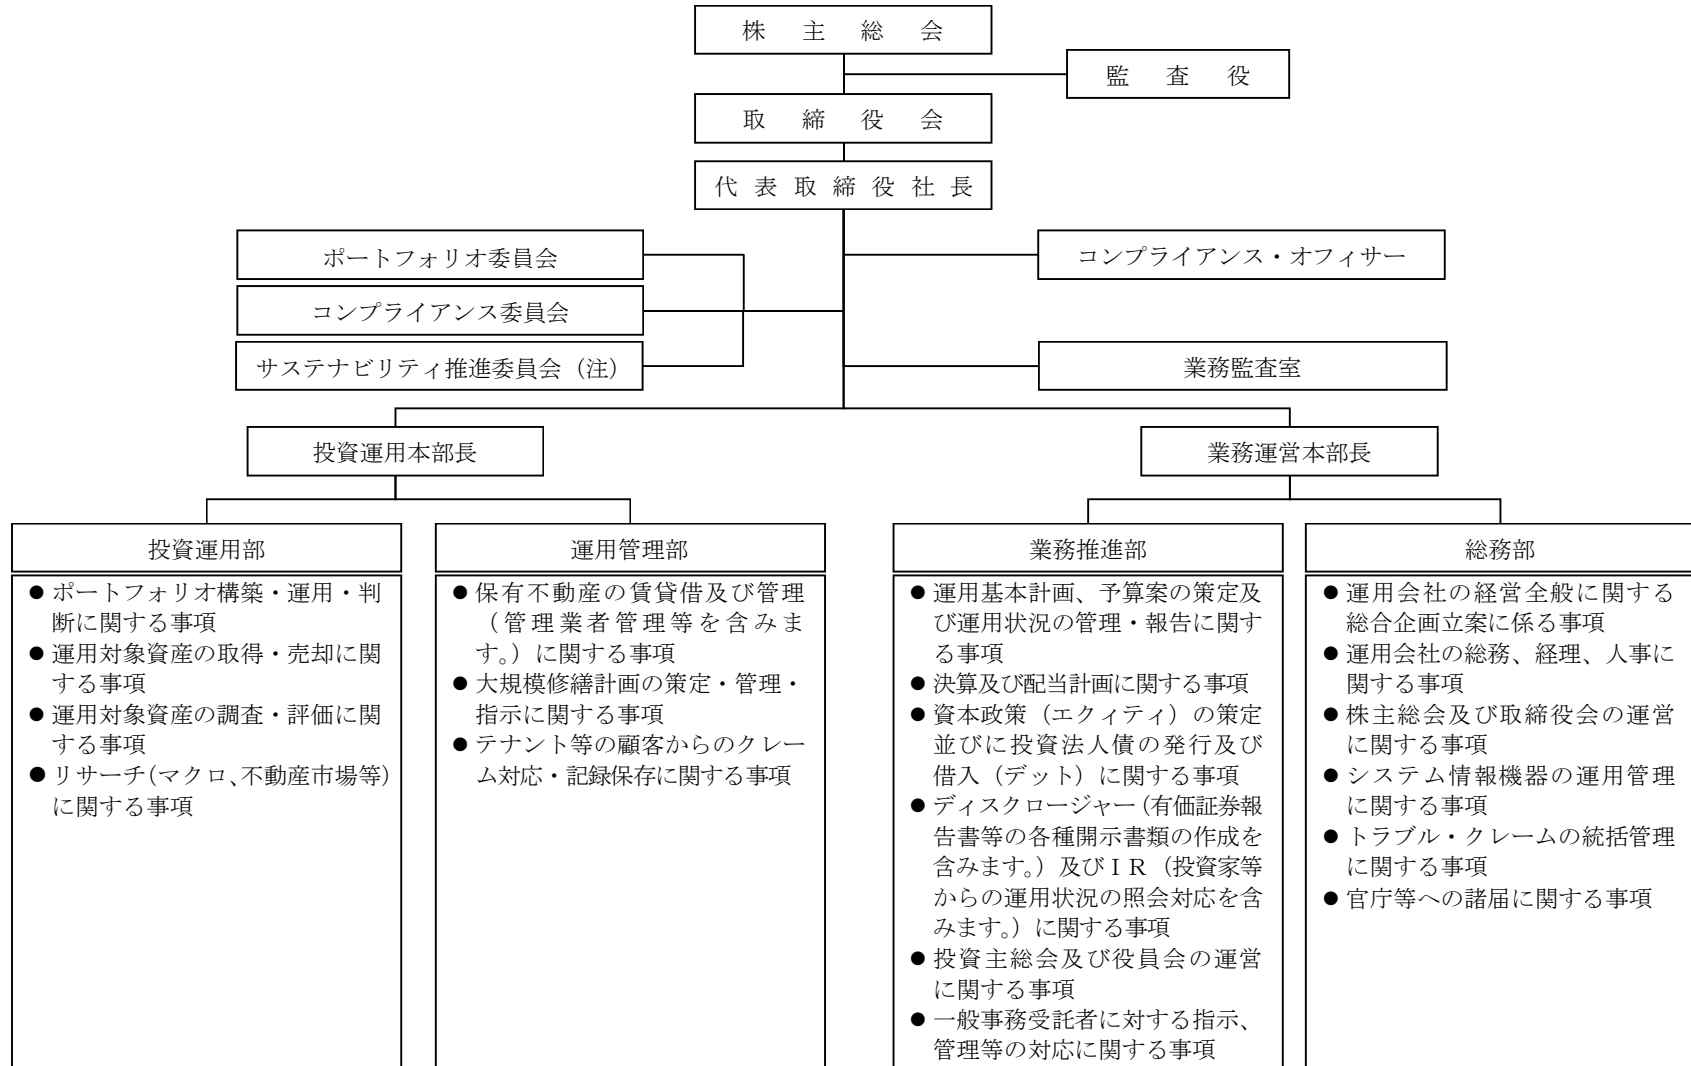 株主総会
監査役
取締役会
代表取締役社長
ポートフォリオ委員会
コンプライアンス・オフィサー
コンプライアンス委員会
サステナビリティ推進委員会（注）
業務監査室
投資運用本部長
業務運営本部長
投資運用部
●ポートフォリオ構築・運用・判
断に関する事項
●運用対象資産の取得・売却に関
する事項
●運用対象資産の調査・評価に関
する事項
●リサーチ（マクロ、不動産市場等）
に関する事項
運用管理部
●保有不動産の賃貸借及び管理
（管理業者管理等を含みま
す。）に関する事項
●大規模修繕計画の策定・管理・
指示に関する事項
●テナント等の顧客からのクレー
ム対応・記録保存に関する事項
業務推進部
●運用基本計画、予算案の策定及
び運用状況の管理・報告に関す
る事項
●決算及び配当計画に関する事項
●資本政策（エクィティ）の策定
並びに投資法人債の発行及び
借入（デット）に関する事項
●ディスクロージャー（有価証券報
告書等の各種開示書類の作成を
含みます。）及びＩＲ（投資家等
からの運用状況の照会対応を含
みます。）に関する事項
●投資主総会及び役員会の運営
に関する事項
●一般事務受託者に対する指示、
管理等の対応に関する事項
総務部
●運用会社の経営全般に関する
総合企画立案に係る事項
●運用会社の総務、経理、人事に
関する事項
●株主総会及び取締役会の運営
に関する事項
●システム情報機器の運用管理
に関する事項
●トラブル・クレームの統括管理
に関する事項
●官庁等への諸届に関する事項